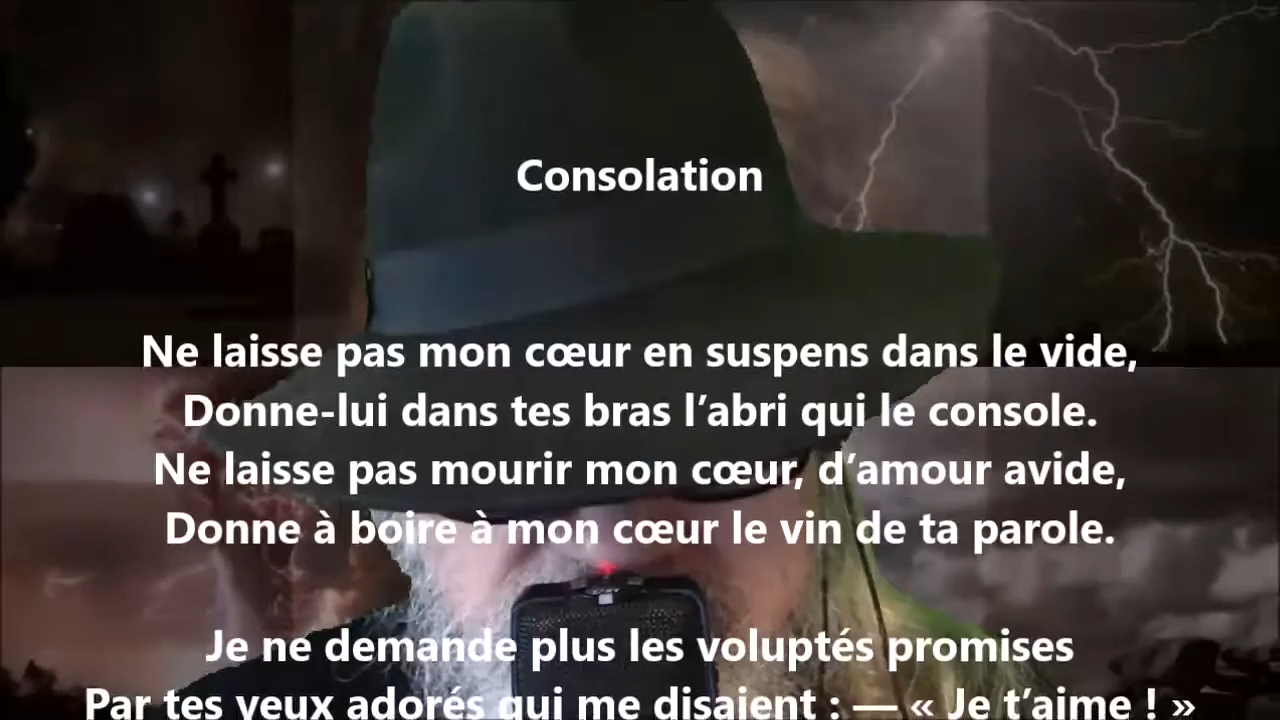 Consolation
Ne laisse pas mon cœur en suspens dans le vide,
Donne-lui dans tes bras l’abri qui le console.
Ne laisse pas mourir mon cœur, d’amour avide,
Donne à boire à mon cœur le vin de ta parole.
Je ne demande plus les voluptés promises
Par tes yeux adorés qui me disaient : — « Je t’aime ! »